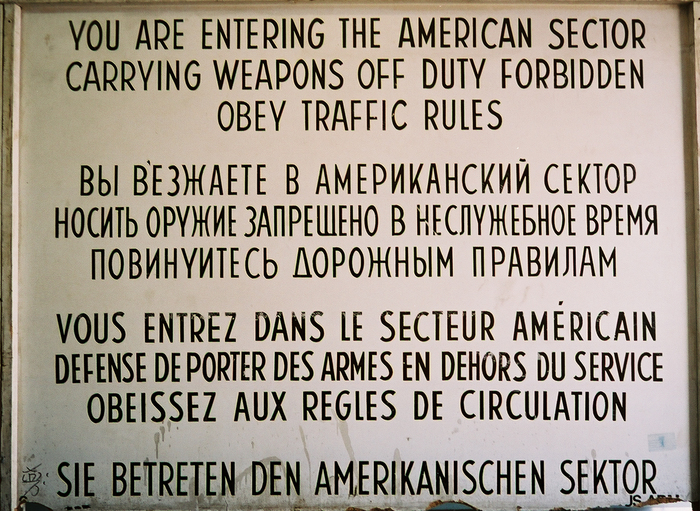 YOU ARE ENTERING THE AMERICAN SECTOR
CARRYING WEAPONS OFF DUTY FORBIDDEN
OBEY TRAFFIC RULES
ВЫ В'ЕЗЖАЕТЕ В АМЕРИКАНСКИЙ СЕКТОР
НОСИТЬ ОРУЖИЕ ЗАПРЕЩЕНО В НЕСЛУЖЕБНОЕ ВРЕМЯ
ПОВИНУИТЕСЬ ДОРОЖНЫМ ПРАВИЛАМ
VOUS ENTREZ DANS LE SECTEUR AMÉRICAIN
DEFENSE DE PORTER DES ARMES EN DEHORS DU SERVICE
OBEISSEZ AUX REGLES DE CIRCULATION
SIE BETRETEN DEN AMERIKANISCHEN SEKTOR